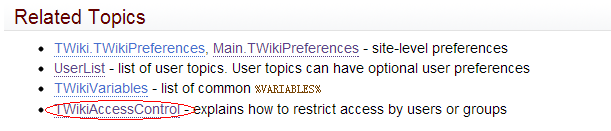 Related Topics
TWiki.TWikiPreferences, Main.TWikiPreferences - site-level preferences
UserList - list of user topics. User topics can have optional user preferences
TWikiVariables - list of common %VARIABLES%
TWikiAccessControl - explains how to restrict access by users or groups